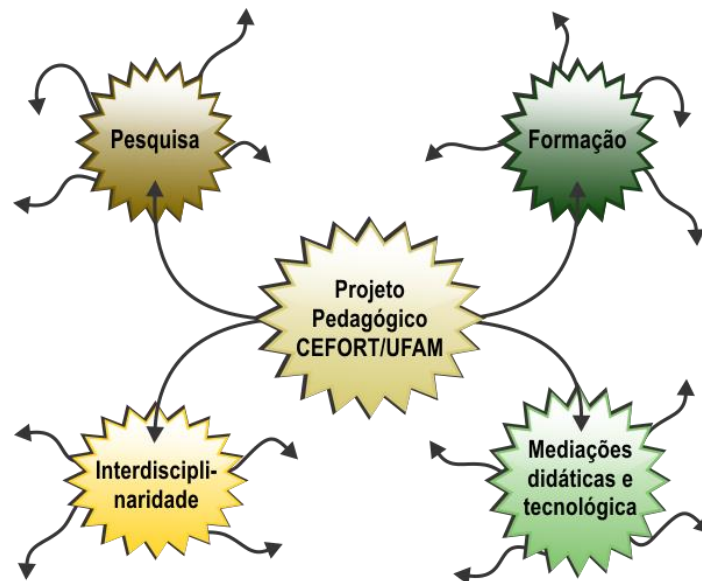 Pesquisa
Formação
Projeto
Pedagógico
CEFORT/UFAM
Interdiscipli-
naridade
Mediações
didáticas e
tecnológica